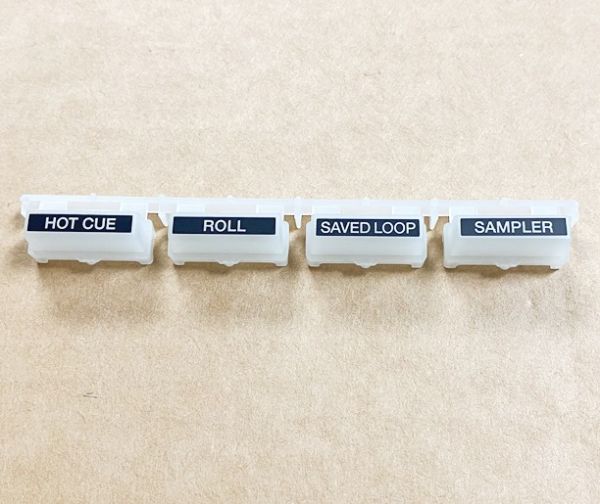 HOT CUE
ROLL
SAVED LOOP
SAMPLER